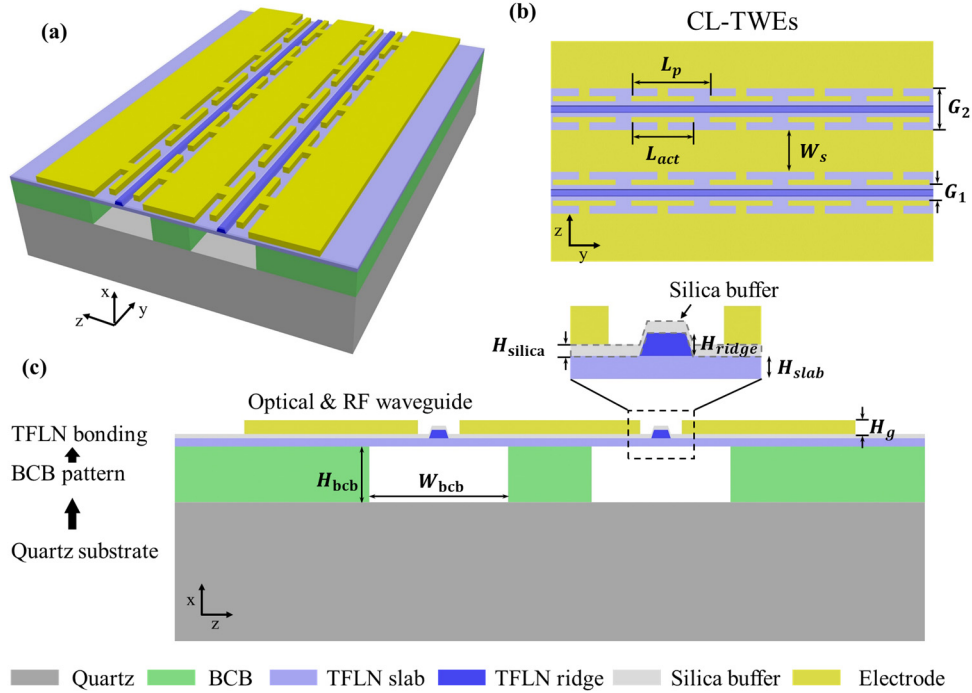 (a)
x
y
z
(b)
CL-TWEs
L_p
G_2
L_act
W_s
G_1
z
y
Silica buffer
H_silica
H_ridge
H_slab
(c)
Optical & RF waveguide
TFLN bonding
H_g
BCB pattern
H_bcb
W_bcb
Quartz substrate
x
z
Quartz BCB TFLN slab TFLN ridge Silica buffer Electrode